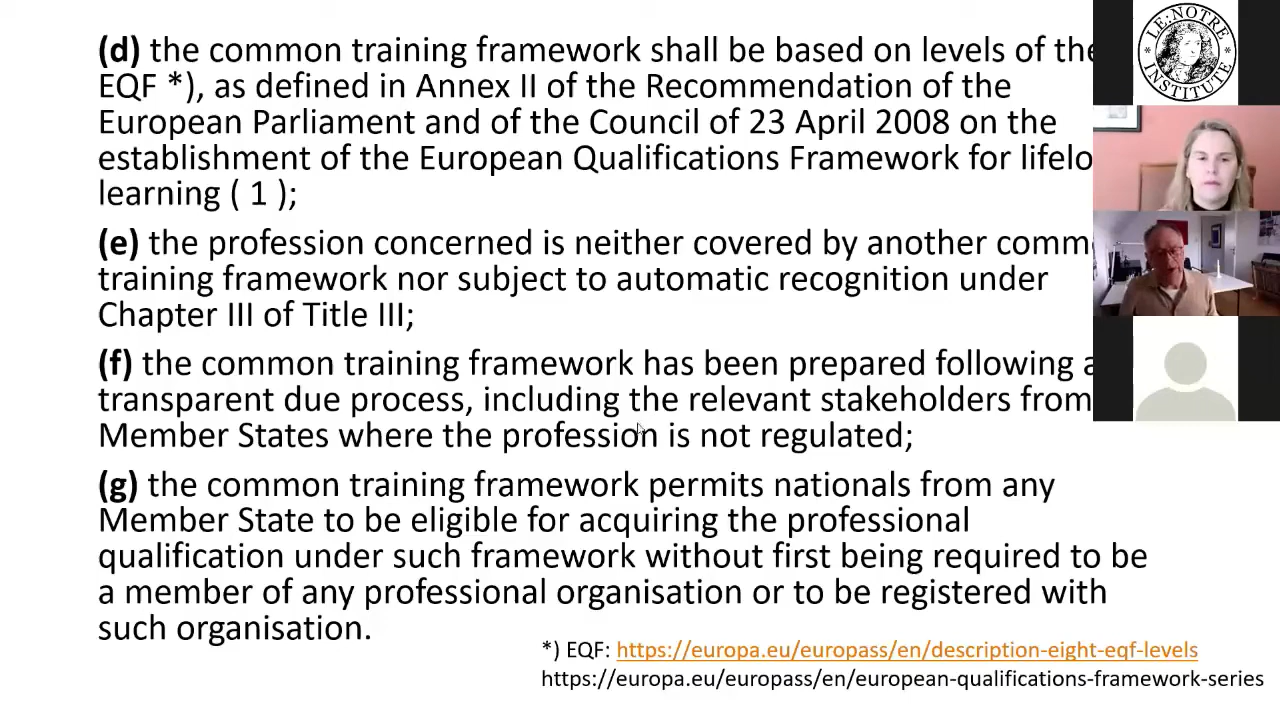 (d) the common training framework shall be based on levels of the
EQF *), as defined in Annex II of the Recommendation of the
European Parliament and of the Council of 23 April 2008 on the
establishment of the European Qualifications Framework for lifelo
learning ( 1 );
(e) the profession concerned is neither covered by another comm
training framework nor subject to automatic recognition under
Chapter III of Title III;
(f) the common training framework has been prepared following a
transparent due process, including the relevant stakeholders from
Member States where the profession is not regulated;
(g) the common training framework permits nationals from any
Member State to be eligible for acquiring the professional
qualification under such framework without first being required to be
a member of any professional organisation or to be registered with
such organisation.
*) EQF: https://europa.eu/europass/en/description-eight-eqf-levels
https://europa.eu/europass/en/european-qualifications-framework-series
LE:NOTRE
INSTITUTE